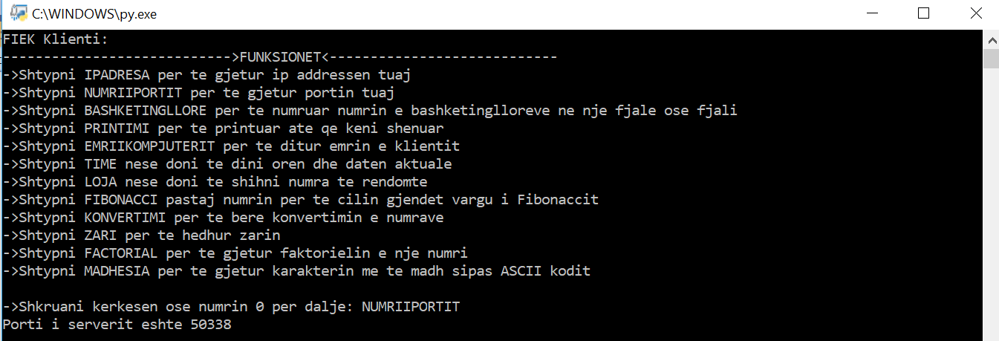 C:\WINDOWS\py.exe
FIEK Klienti:
---------------------------->FUNKSIONET<----------------------------
->Shtypni IPADRESA per te gjetur ip addressen tuaj
->Shtypni NUMRIIPORTIT per te gjetur portin tuaj
->Shtypni BASHKETINGLLORE per te numruar numrin e bashketinglloreve ne nje fjale ose fjali
->Shtypni PRINTIMI per te printuar ate qe keni shenuar
->Shtypni EMRIIKOMPJUTERIT per te ditur emrin e klientit
->Shtypni TIME nese doni te dini oren dhe daten aktuale
->Shtypni LOJA nese doni te shihni numra te rendomte
->Shtypni FIBONACCI pastaj numrin per te cilin gjendet vargu i Fibonaccit
->Shtypni KONVERTIMI per te bere konvertimin e numrave
->Shtypni ZARI per te hedhur zarin
->Shtypni FACTORIAL per te gjetur faktorielin e nje numri
->Shtypni MADHESIA per te gjetur karakterin me te madh sipas ASCII kodit
->Shkruani kerkesen ose numrin 0 per dalje: NUMRIIPORTIT
Porti i serverit eshte 50338